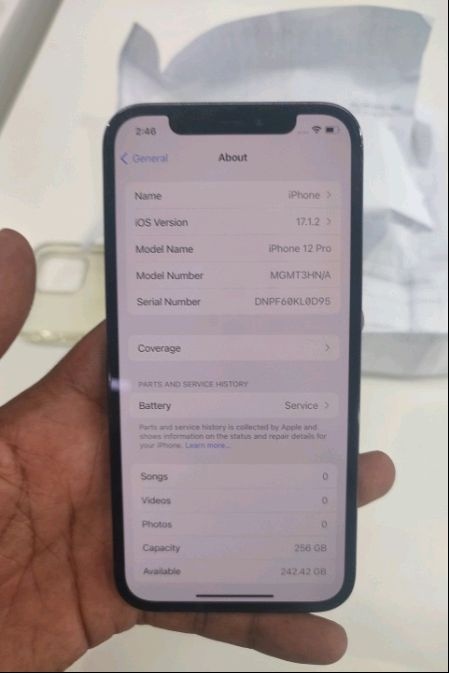 2:46
General
About
Name iPhone
iOS Version 17.1.2
Model Name iPhone 12 Pro
Model Number MGMT3HN/A
Serial Number DNPF60KL0D95
Coverage
PARTS AND SERVICE HISTORY
Battery Service
Parts and service history is collected by Apple and
shows information on the status and repair details for
your iPhone. Learn more...
Songs 0
Videos 0
Photos 0
Capacity 256 GB
Available 242.42 GB